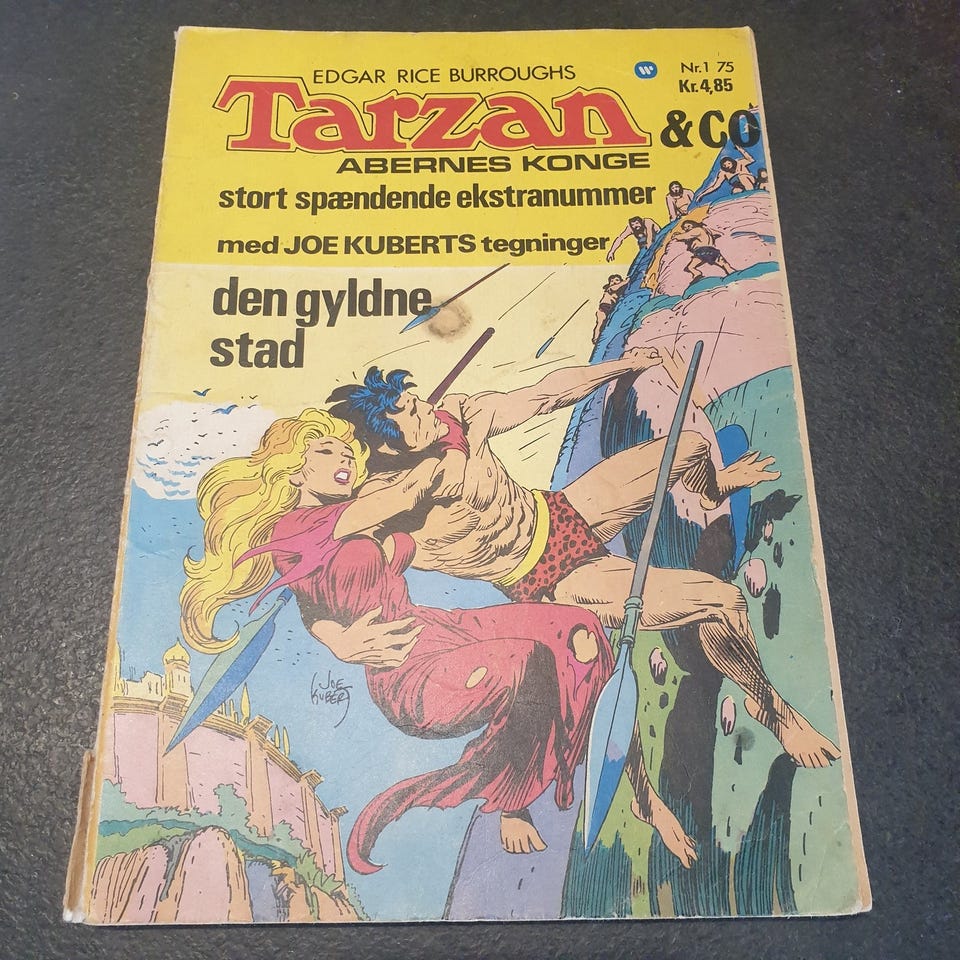 EDGAR RICE BURROUGHS
W
Nr. 1 75
Kr. 4,85
Tarzan & CO
ABERNES KONGE
stort spændende ekstranummer
med JOE KUBERTS tegninger
den gyldne
stad
JOE
KUBERT